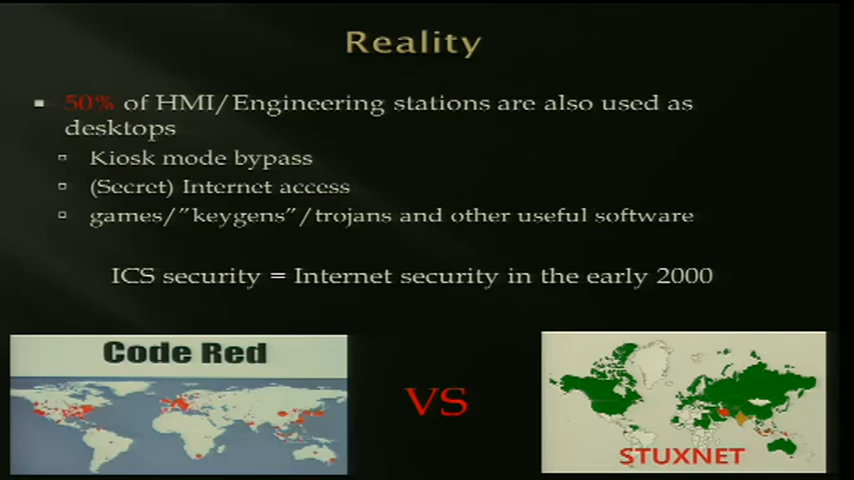 Reality
50% of HMI/Engineering stations are also used as
desktops
Kiosk mode bypass
(Secret) Internet access
games/"keygens"/trojans and other useful software
ICS security = Internet security in the early 2000
Code Red
VS
STUXNET